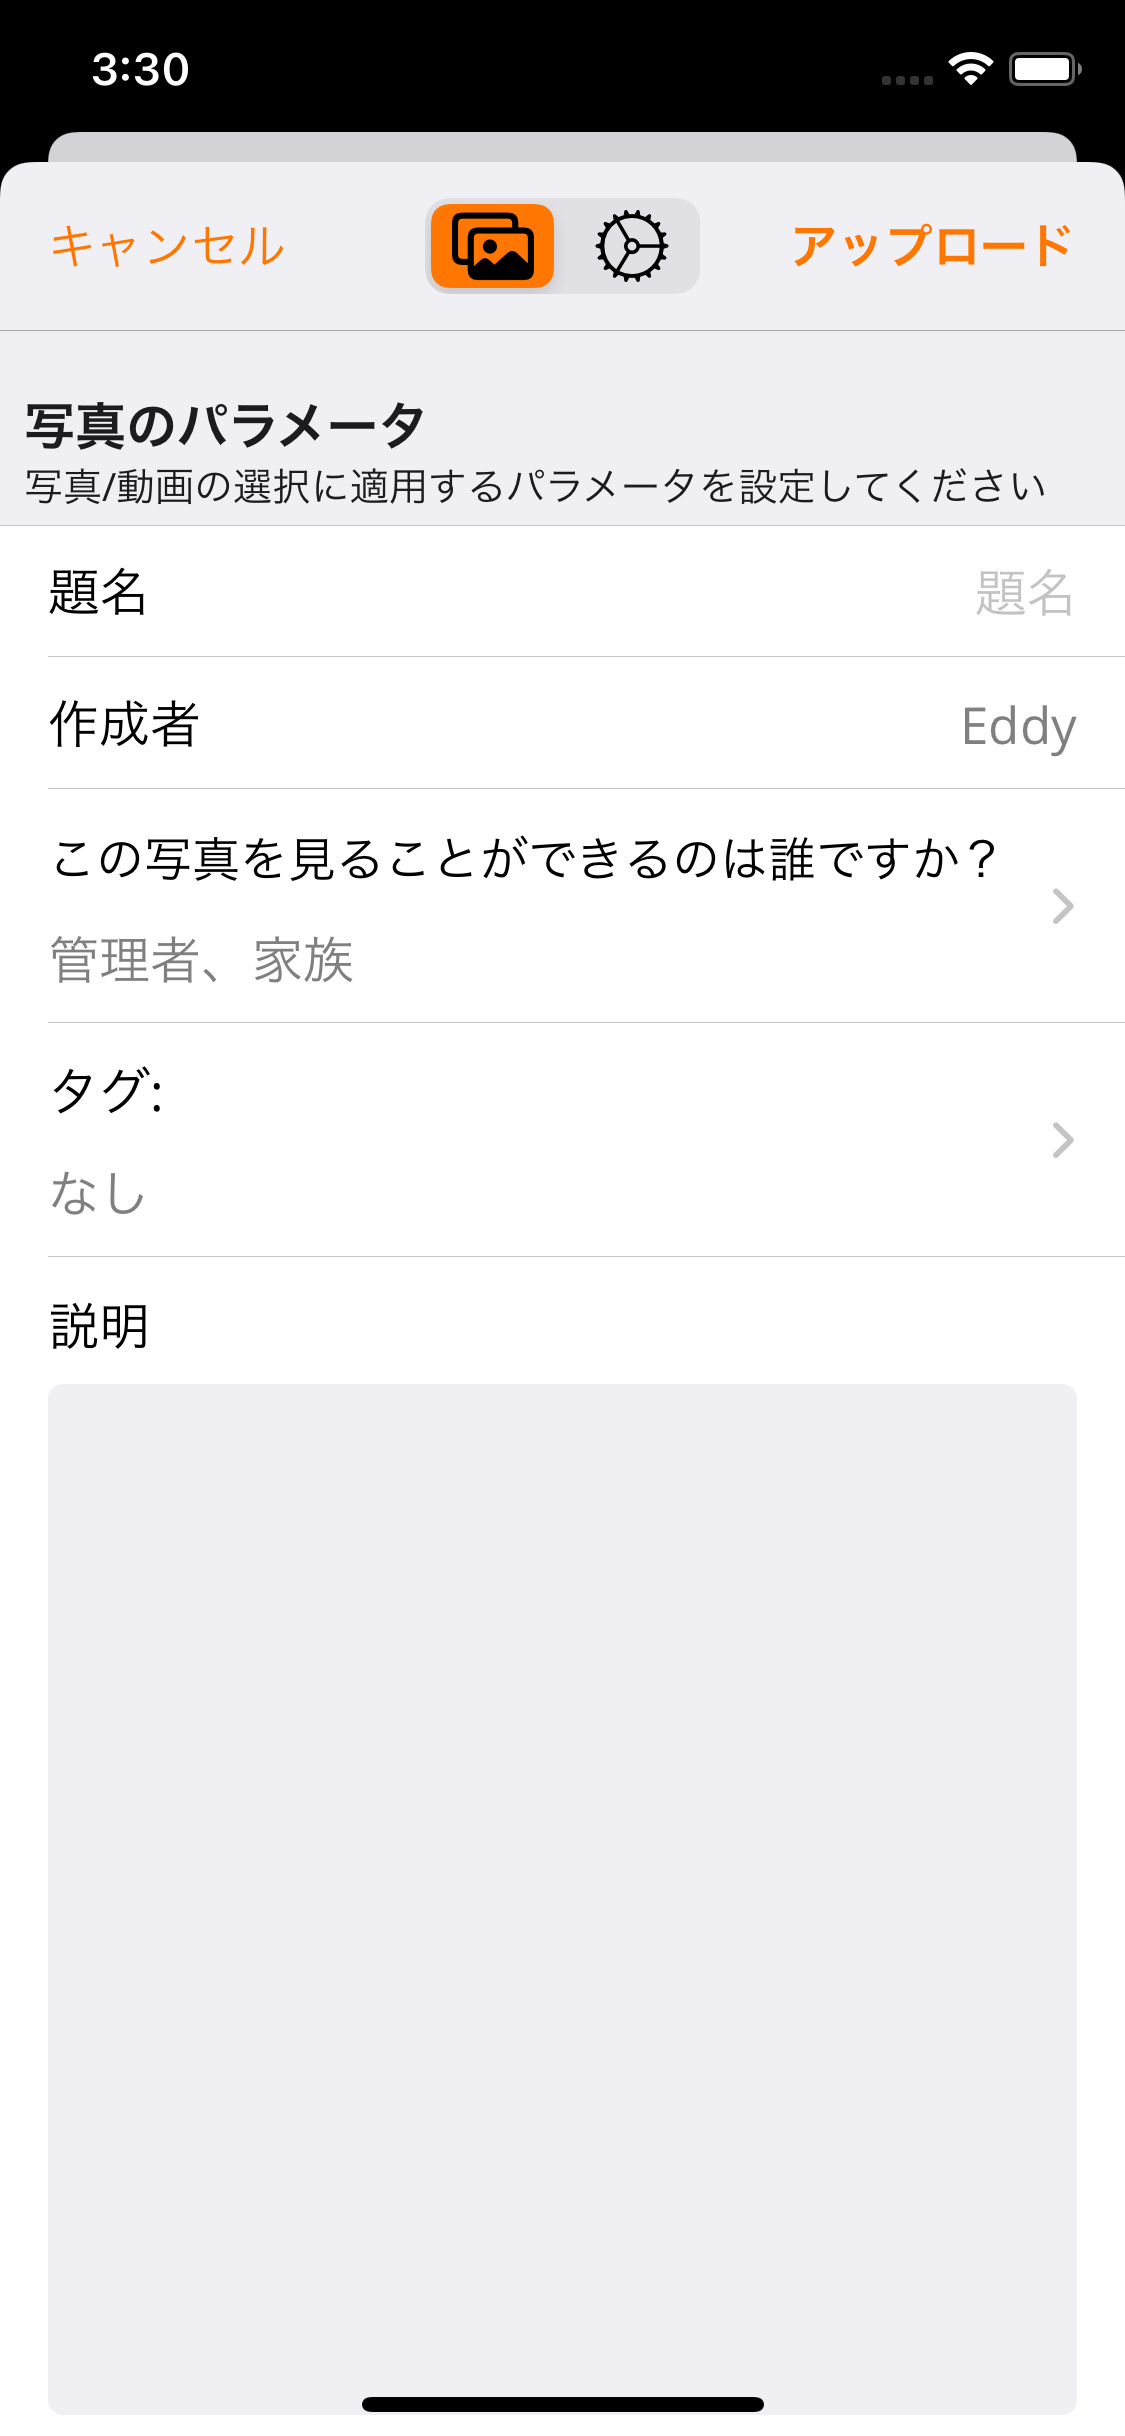 3:30
キャンセル
アップロード
写真のパラメータ
写真/動画の選択に適用するパラメータを設定してください
題名
題名
作成者
Eddy
この写真を見ることができるのは誰ですか？
管理者、家族
タグ:
なし
説明